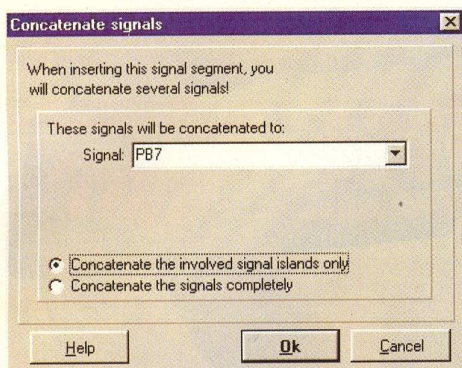 Concatenate signals
When inserting this signal segment, you
will concatenate several signals!
These signals will be concatenated to:
Signal: PB7
Concatenate the involved signal islands only
Concatenate the signals completely
Help
Ok
Cancel